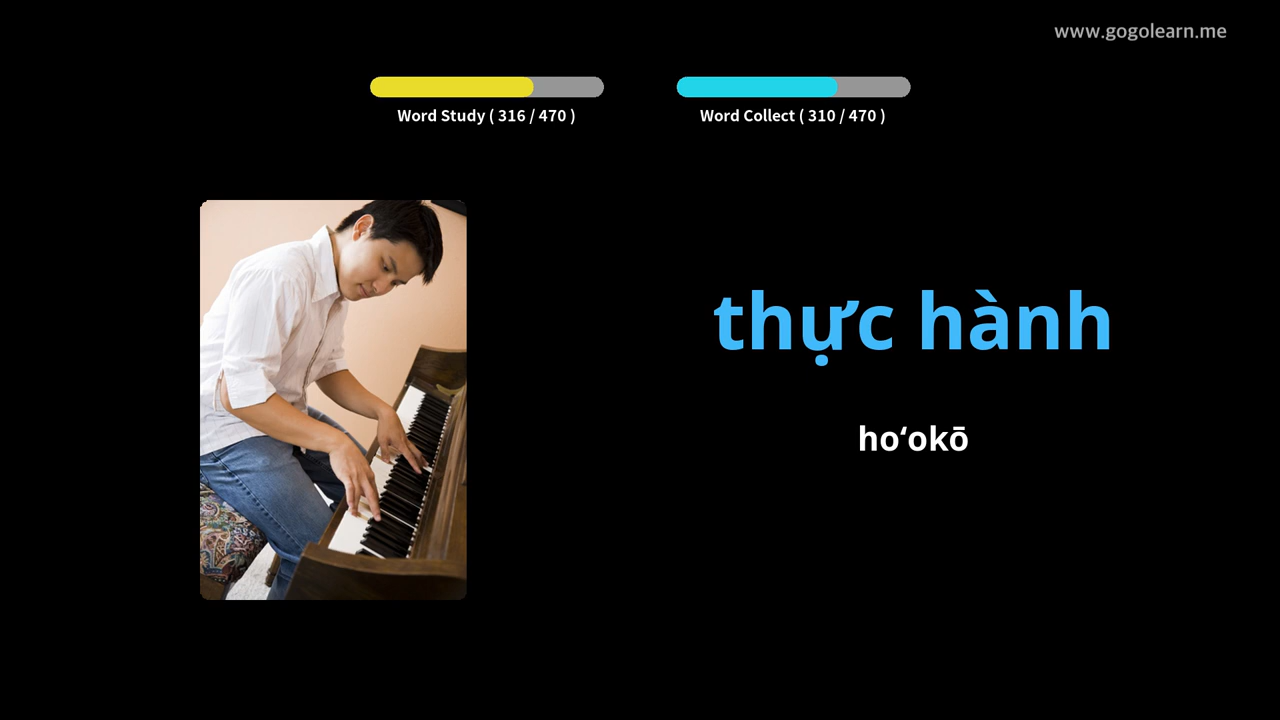 www.gogolearn.me
Word Study ( 316 / 470 )
Word Collect ( 310 / 470 )
thực hành
hoʻokō